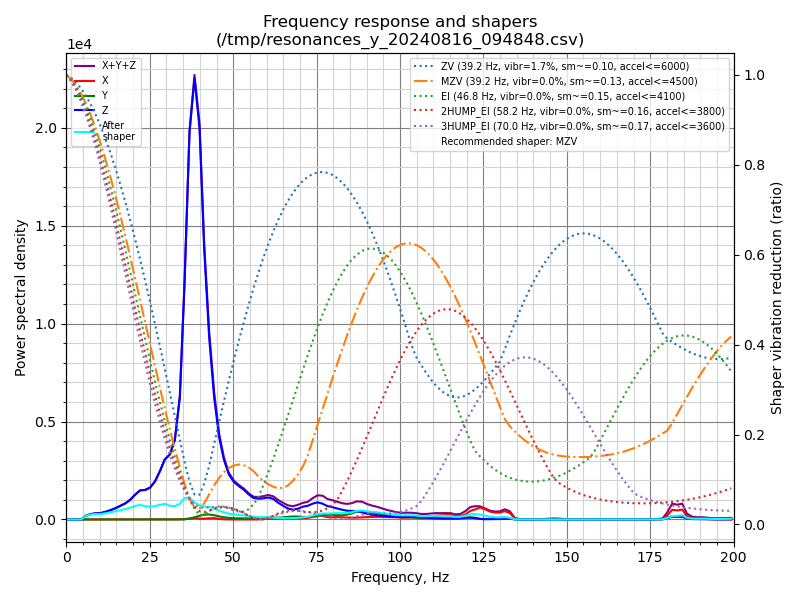 Frequency response and shapers
(/tmp/resonances_y_20240816_094848.csv)
1e4
X+Y+Z
X
Y
Z
After
shaper
ZV (39.2 Hz, vibr=1.7%, sm~=0.10, accel<=6000)
MZV (39.2 Hz, vibr=0.0%, sm~=0.13, accel<=4500)
EI (46.8 Hz, vibr=0.0%, sm~=0.15, accel<=4100)
2HUMP_EI (58.2 Hz, vibr=0.0%, sm~=0.16, accel<=3800)
3HUMP_EI (70.0 Hz, vibr=0.0%, sm~=0.17, accel<=3600)
Recommended shaper: MZV
Power spectral density
2.0
1.5
1.0
0.5
0.0
1.0
0.8
0.6
0.4
0.2
0.0
Shaper vibration reduction (ratio)
0 25 50 75 100 125 150 175 200
Frequency, Hz